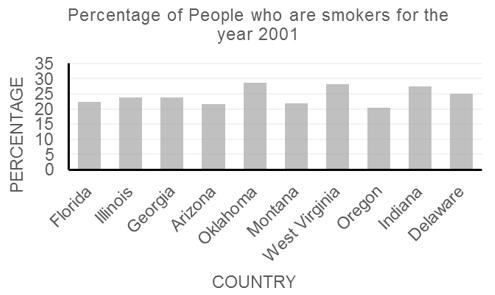 Percentage of People who are smokers for the
year 2001
PERCENTAGE
35
30
25
20
15
10
5
0
Florida
Illinois
Georgia
Arizona
Oklahoma
Montana
West Virginia
Oregon
Indiana
Delaware
COUNTRY